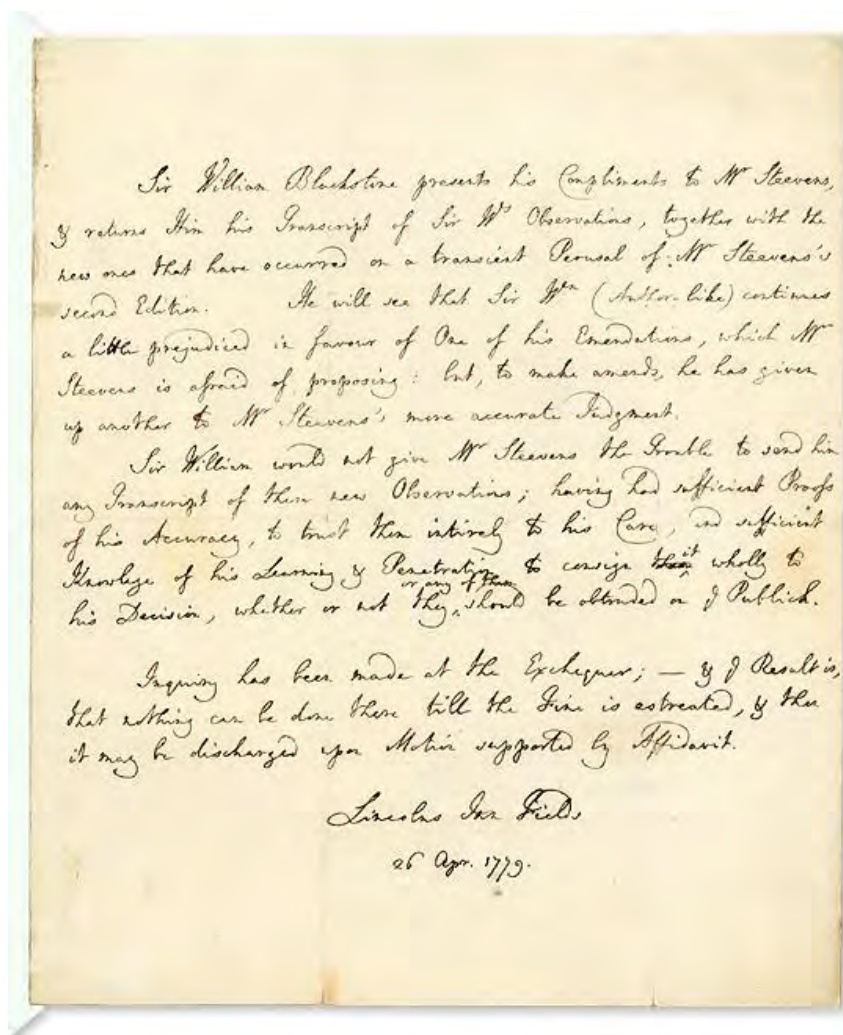 Sir William Blackstone presents his Compliments to Mr Steevens,
& returns Him his Transcript of Sir Wms Observations, together with the
new ones that have occurred on a transient Perusal of Mr Steevens's
second Edition. He will see that Sir Wm (Author-like) continues
a little prejudiced in favour of One of his Emendations, which Mr
Steevens is afraid of proposing: but, to make amends, he has given
up another to Mr Steevens's more accurate Judgment.
Sir William would not give Mr Steevens the Trouble to send him
any Transcript of these new Observations; having had sufficient Proofs
of his Accuracy, to trust them intirely to his Care, and sufficient
Knowlege of his Learning & Penetration to consign it wholly to
his Decision, whether or not they or any of them should be obtruded on ye Publick.
Inquiry has been made at the Exchequer; — & ye Result is,
that nothing can be done there till the Fine is estreated, & then
it may be discharged upon Motion supported by Affidavit.
Lincolns Inn Fields
26 Apr. 1779.